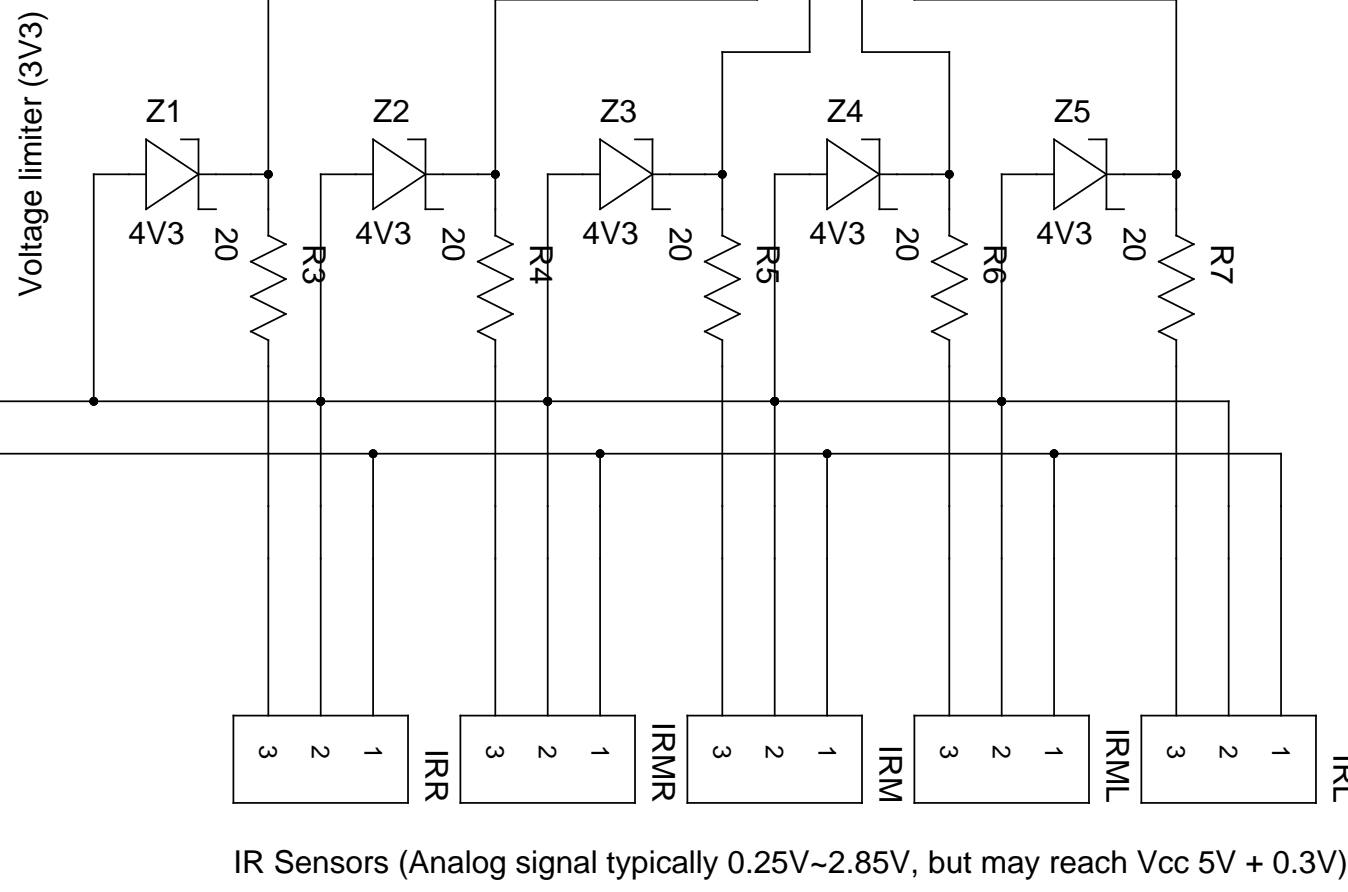 Voltage limiter (3V3)
Z1
Z2
Z3
Z4
Z5
4V3
20
R3
4V3
20
R4
4V3
20
R5
4V3
20
R6
4V3
20
R7
3 2 1
IRR
3 2 1
IRMR
3 2 1
IRM
3 2 1
IRML
3 2 1
IRL
IR Sensors (Analog signal typically 0.25V~2.85V, but may reach Vcc 5V + 0.3V)